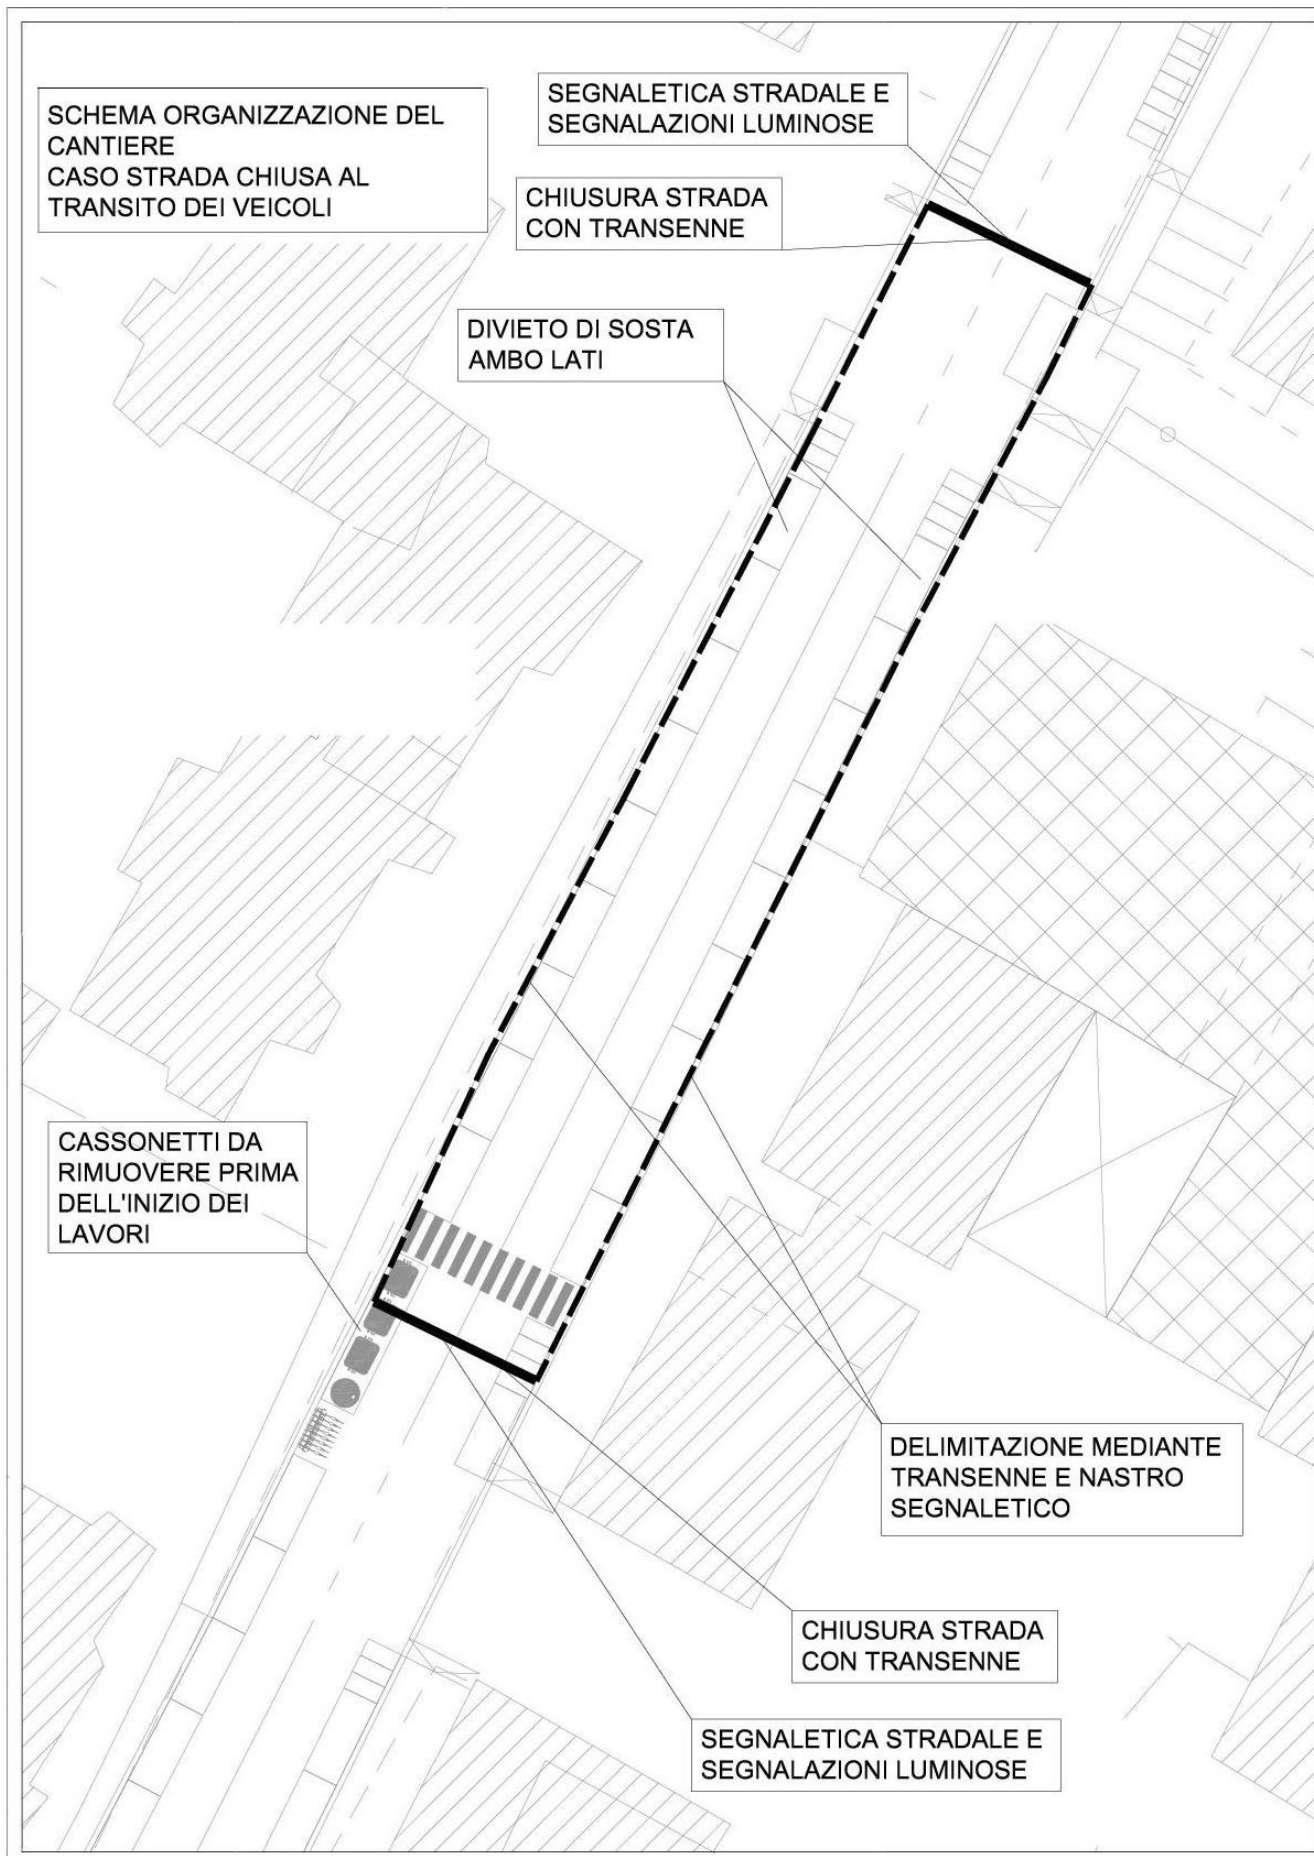 SCHEMA ORGANIZZAZIONE DEL
CANTIERE
CASO STRADA CHIUSA AL
TRANSITO DEI VEICOLI
SEGNALETICA STRADALE E
SEGNALAZIONI LUMINOSE
CHIUSURA STRADA
CON TRANSENNE
DIVIETO DI SOSTA
AMBO LATI
CASSONETTI DA
RIMUOVERE PRIMA
DELL'INIZIO DEI
LAVORI
DELIMITAZIONE MEDIANTE
TRANSENNE E NASTRO
SEGNALETICO
CHIUSURA STRADA
CON TRANSENNE
SEGNALETICA STRADALE E
SEGNALAZIONI LUMINOSE